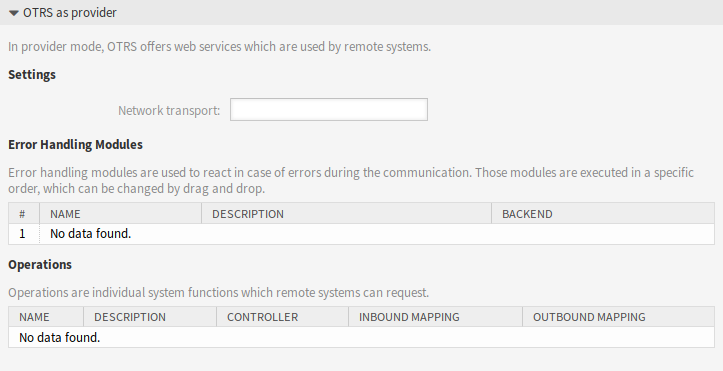 OTRS as provider
In provider mode, OTRS offers web services which are used by remote systems.
Settings
Network transport:
Error Handling Modules
Error handling modules are used to react in case of errors during the communication. Those modules are executed in a specific
order, which can be changed by drag and drop.
# NAME DESCRIPTION BACKEND
1 No data found.
Operations
Operations are individual system functions which remote systems can request.
NAME DESCRIPTION CONTROLLER INBOUND MAPPING OUTBOUND MAPPING
No data found.